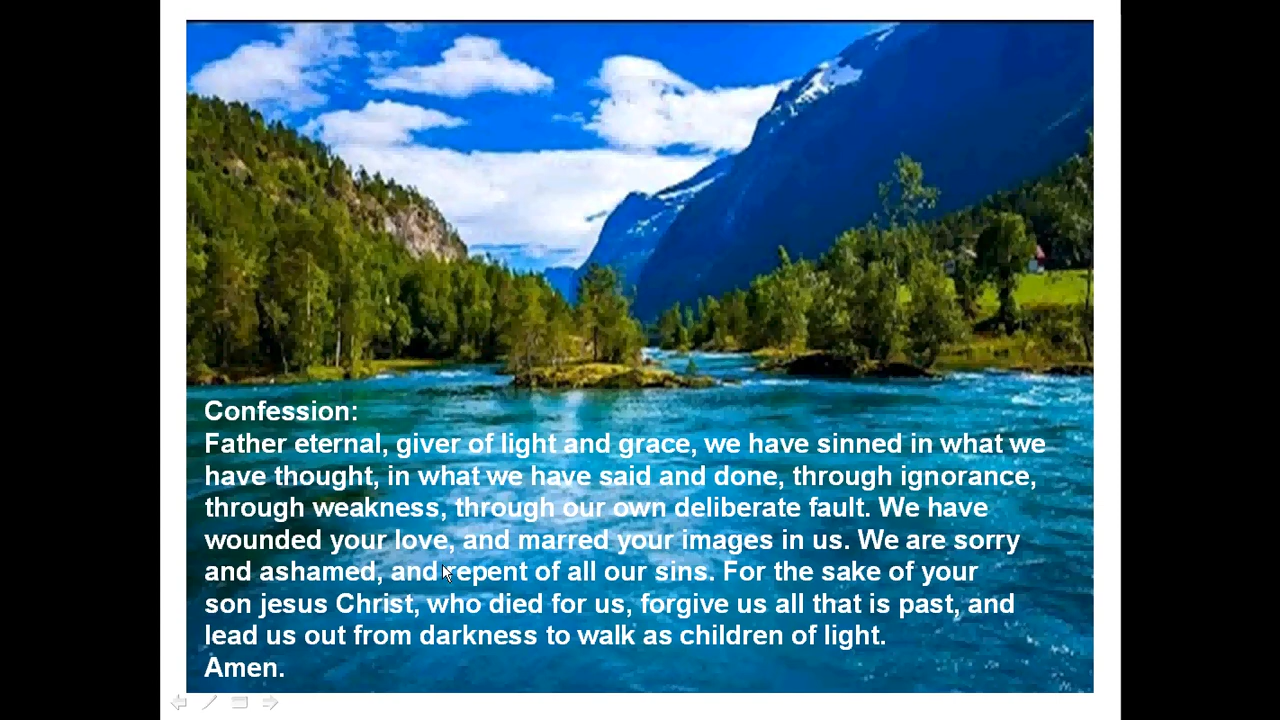 Confession:
Father eternal, giver of light and grace, we have sinned in what we
have thought, in what we have said and done, through ignorance,
through weakness, through our own deliberate fault. We have
wounded your love, and marred your images in us. We are sorry
and ashamed, and repent of all our sins. For the sake of your
son jesus Christ, who died for us, forgive us all that is past, and
lead us out from darkness to walk as children of light.
Amen.